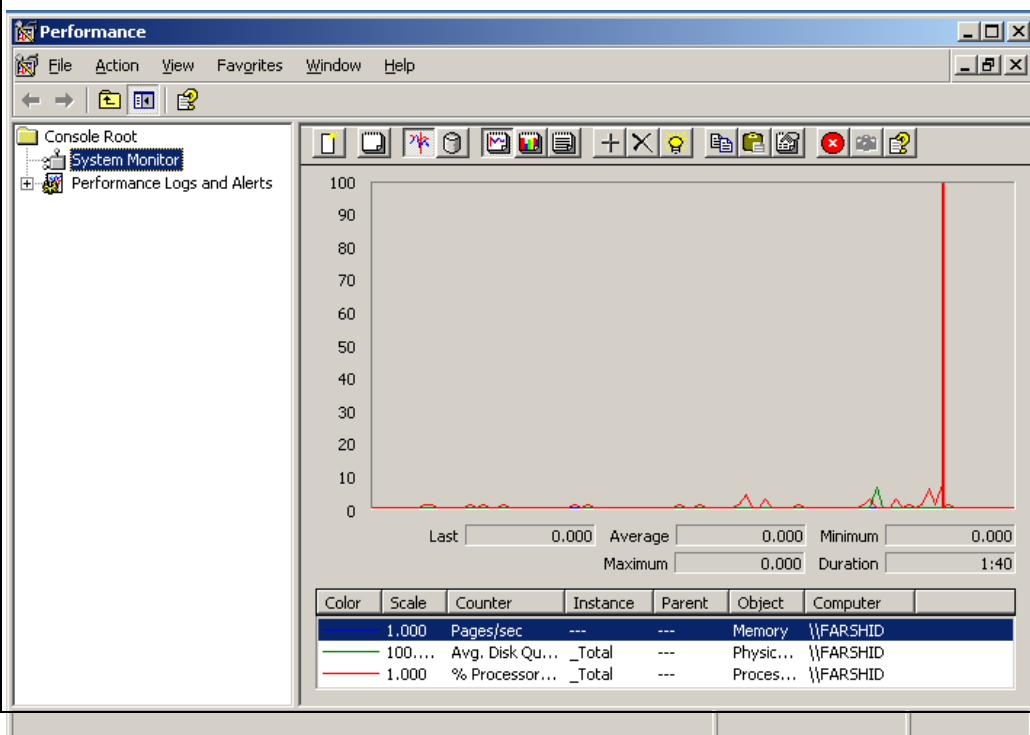 Performance
File Action View Favorites Window Help
Console Root
System Monitor
Performance Logs and Alerts
100
90
80
70
60
50
40
30
20
10
0
Last 0.000 Average 0.000 Minimum 0.000
Maximum 0.000 Duration 1:40
Color Scale Counter Instance Parent Object Computer
1.000 Pages/sec --- --- Memory \\FARSHID
100.... Avg. Disk Qu... _Total --- Physic... \\FARSHID
1.000 % Processor... _Total --- Proces... \\FARSHID